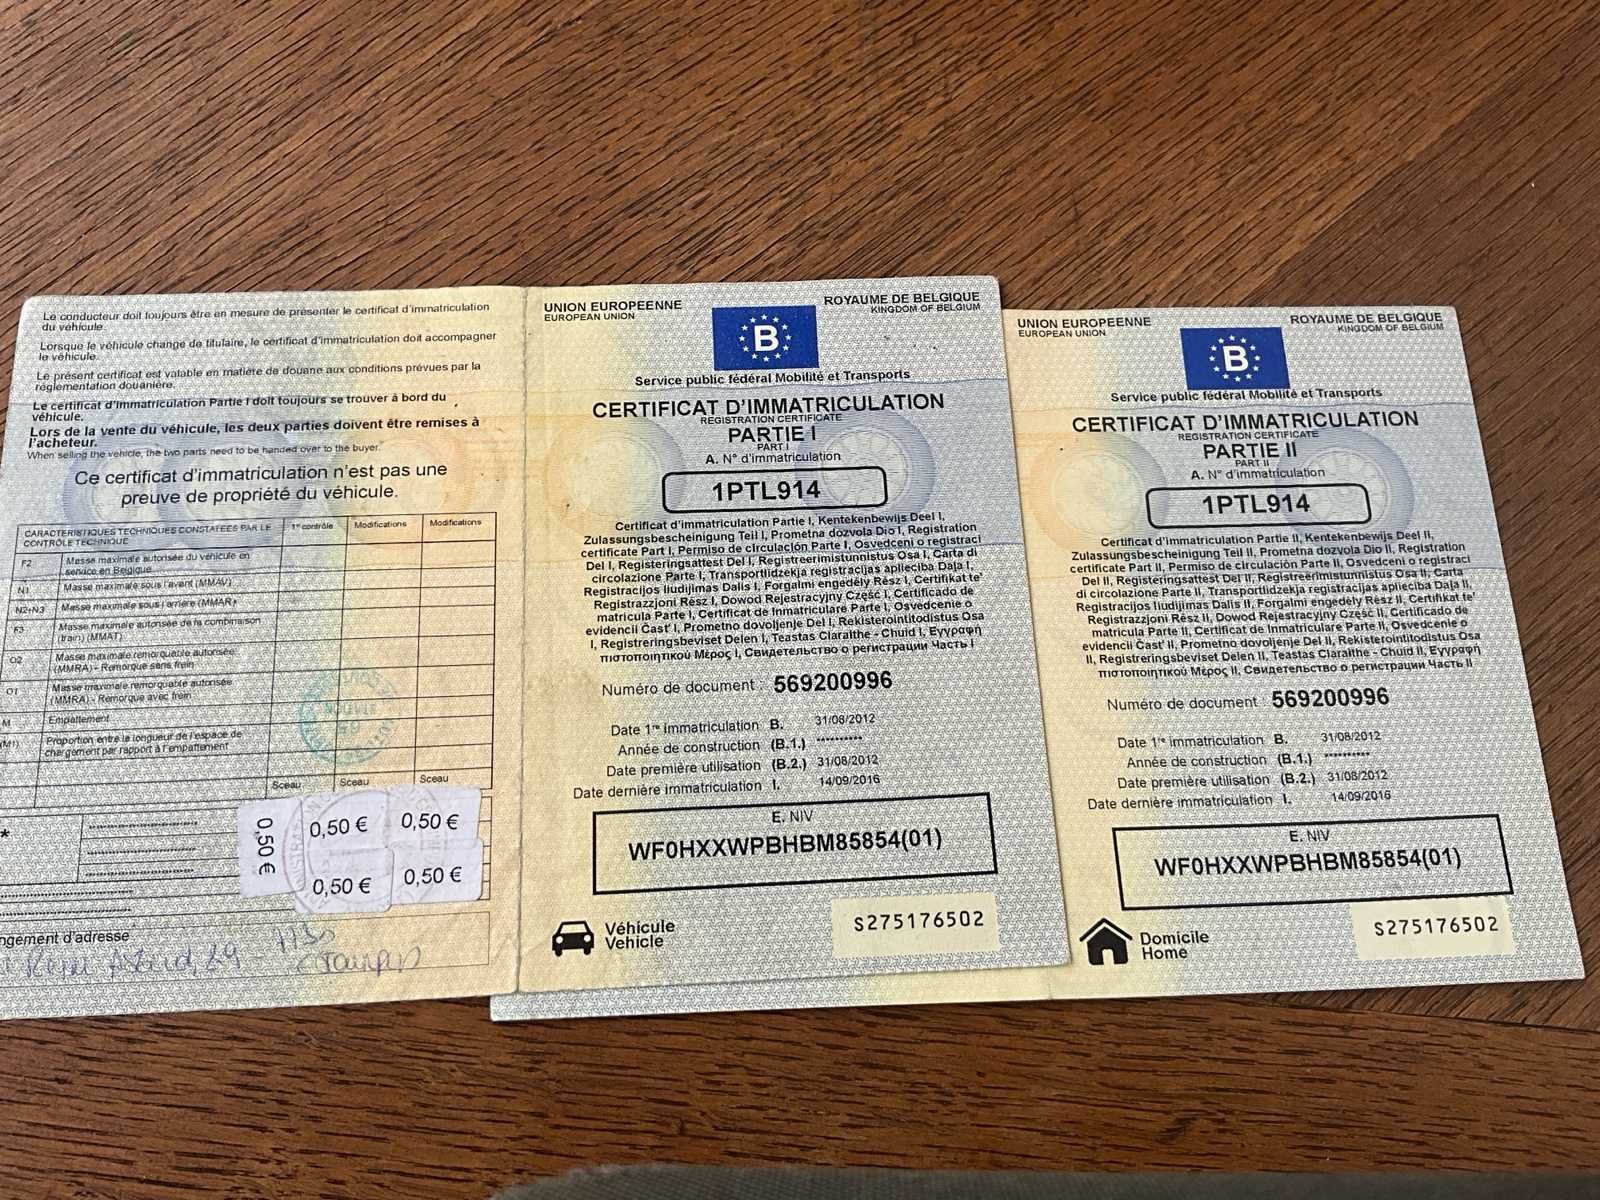 Le conducteur doit toujours être en mesure de présenter le certificat d'immatriculation
du véhicule.
Lorsque le véhicule change de titulaire, le certificat d'immatriculation doit accompagner
le véhicule.
Le présent certificat est valable en matière de douane aux conditions prévues par la
réglementation douanière.
Le certificat d'immatriculation Partie I doit toujours se trouver à bord du
véhicule.
Lors de la vente du véhicule, les deux parties doivent être remises à
l'acheteur.
When selling the vehicle, the two parts need to be handed over to the buyer.
Ce certificat d'immatriculation n'est pas une
preuve de propriété du véhicule.
CARACTERISTIQUES TECHNIQUES CONSTATEES PAR LE
CONTRÔLE TECHNIQUE
1er contrôle
Modifications
Modifications
F2 Masse maximale autorisée du véhicule en
service en Belgique
N1 Masse maximale sous l'avant (MMAV)
N2+N3 Masse maximale sous l'arrière (MMAR)
F3 Masse maximale autorisée de la combinaison
(train) (MMAT)
O2 Masse maximale remorquable autorisée
(MMRA) - Remorque sans frein
O1 Masse maximale remorquable autorisée
(MMRA) - Remorque avec frein
M Empattement
(M1) Proportion entre la longueur de l'espace de
chargement par rapport à l'empattement
Sceau Sceau Sceau
*
0,50 €
0,50 € 0,50 €
0,50 € 0,50 €
ngement d'adresse
29 -
UNION EUROPEENNE
EUROPEAN UNION
B
ROYAUME DE BELGIQUE
KINGDOM OF BELGIUM
Service public fédéral Mobilité et Transports
CERTIFICAT D'IMMATRICULATION
REGISTRATION CERTIFICATE
PARTIE I
PART I
A. N° d'immatriculation
1PTL914
Certificat d'immatriculation Partie I, Kentekenbewijs Deel I,
Zulassungsbescheinigung Teil I, Prometna dozvola Dio I, Registration
certificate Part I, Permiso de circulación Parte I, Osvedceni o registraci
Del I, Registeringsattest Del I, Registreerimistunnistus Osa I, Carta di
circolazione Parte I, Transportlidzekja registracijas apliecība Daļa I,
Registracijos liudijimas Dalis I, Forgalmi engedély Rész I, Certifikat te'
Registrazzjoni Rész I, Dowod Rejestracyjny Część I, Certificado de
matricula Parte I, Certificat de Inmatriculare Parte I, Osvedcenie o
evidencii Čast' I, Prometno dovoljenje Del I, Rekisterointitodistus Osa
I, Registreringsbeviset Delen I, Teastas Claraithe - Chuid I, Εγγραφή
πιστοποιητικού Μέρος I, Свидетельство о регистрации Часть I
Numéro de document 569200996
Date 1re immatriculation B. 31/08/2012
Année de construction (B.1.) **********
Date première utilisation (B.2.) 31/08/2012
Date dernière immatriculation I. 14/09/2016
E. NIV
WF0HXXWPBHBM85854(01)
Véhicule
Vehicle
S275176502
UNION EUROPEENNE
EUROPEAN UNION
B
ROYAUME DE BELGIQUE
KINGDOM OF BELGIUM
Service public fédéral Mobilité et Transports
CERTIFICAT D'IMMATRICULATION
REGISTRATION CERTIFICATE
PARTIE II
PART II
A. N° d'immatriculation
1PTL914
Certificat d'immatriculation Partie II, Kentekenbewijs Deel II,
Zulassungsbescheinigung Teil II, Prometna dozvola Dio II, Registration
certificate Part II, Permiso de circulación Parte II, Osvedceni o registraci
Del II, Registeringsattest Del II, Registreerimistunnistus Osa II, Carta
di circolazione Parte II, Transportlidzekja registracijas apliecība Daļa II,
Registracijos liudijimas Dalis II, Forgalmi engedély Rész II, Certifikat te'
Registrazzjoni Rész II, Dowod Rejestracyjny Część II, Certificado de
matricula Parte II, Certificat de Inmatriculare Parte II, Osvedcenie o
evidencii Čast' II, Prometno dovoljenje Del II, Rekisterointitodistus Osa
II, Registreringsbeviset Delen II, Teastas Claraithe - Chuid II, Εγγραφή
πιστοποιητικού Μέρος II, Свидетельство о регистрации Часть II
Numéro de document 569200996
Date 1re immatriculation B. 31/08/2012
Année de construction (B.1.) **********
Date première utilisation (B.2.) 31/08/2012
Date dernière immatriculation I. 14/09/2016
E. NIV
WF0HXXWPBHBM85854(01)
Domicile
Home
S275176502